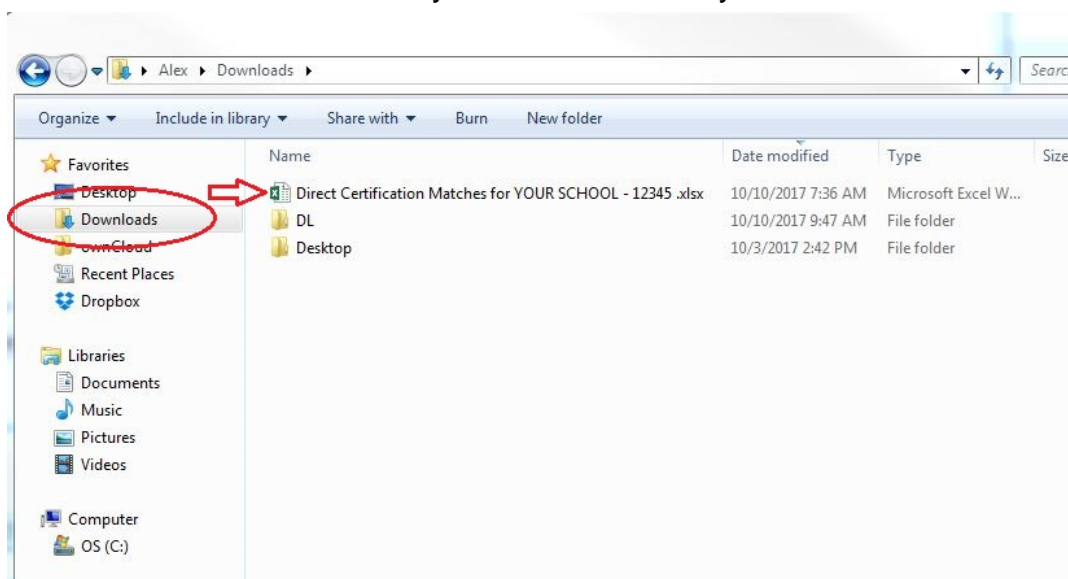 Alex Downloads
Searc
Organize Include in library Share with Burn New folder
Favorites
Desktop
Downloads
ownCloud
Recent Places
Dropbox
Libraries
Documents
Music
Pictures
Videos
Computer
OS (C:)
Name Date modified Type Size
Direct Certification Matches for YOUR SCHOOL - 12345 .xlsx 10/10/2017 7:36 AM Microsoft Excel W...
DL 10/10/2017 9:47 AM File folder
Desktop 10/3/2017 2:42 PM File folder